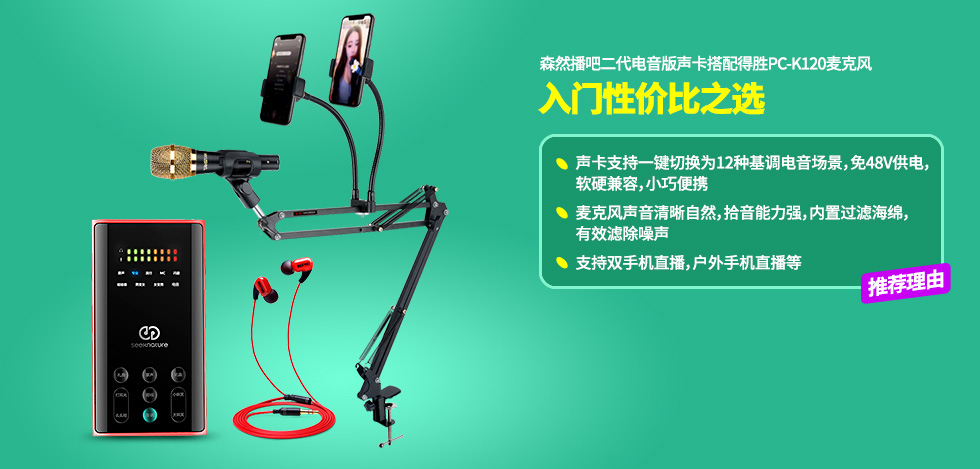 森然播吧二代电音版声卡搭配得胜PC-K120麦克风
入门性价比之选
声卡支持一键切换为12种基调电音场景，免48V供电，
软硬兼容，小巧便携
麦克风声音清晰自然，拾音能力强，内置过滤海绵，
有效滤除噪声
支持双手机直播，户外手机直播等
推荐理由
seeknature